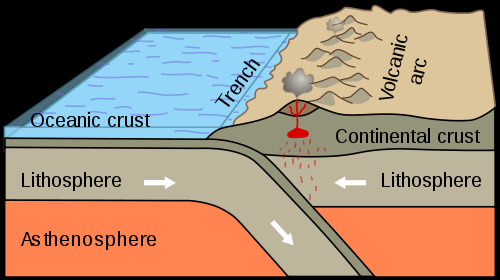 Trench
Volcanic
arc
Oceanic crust
Continental crust
Lithosphere
Lithosphere
Asthenosphere